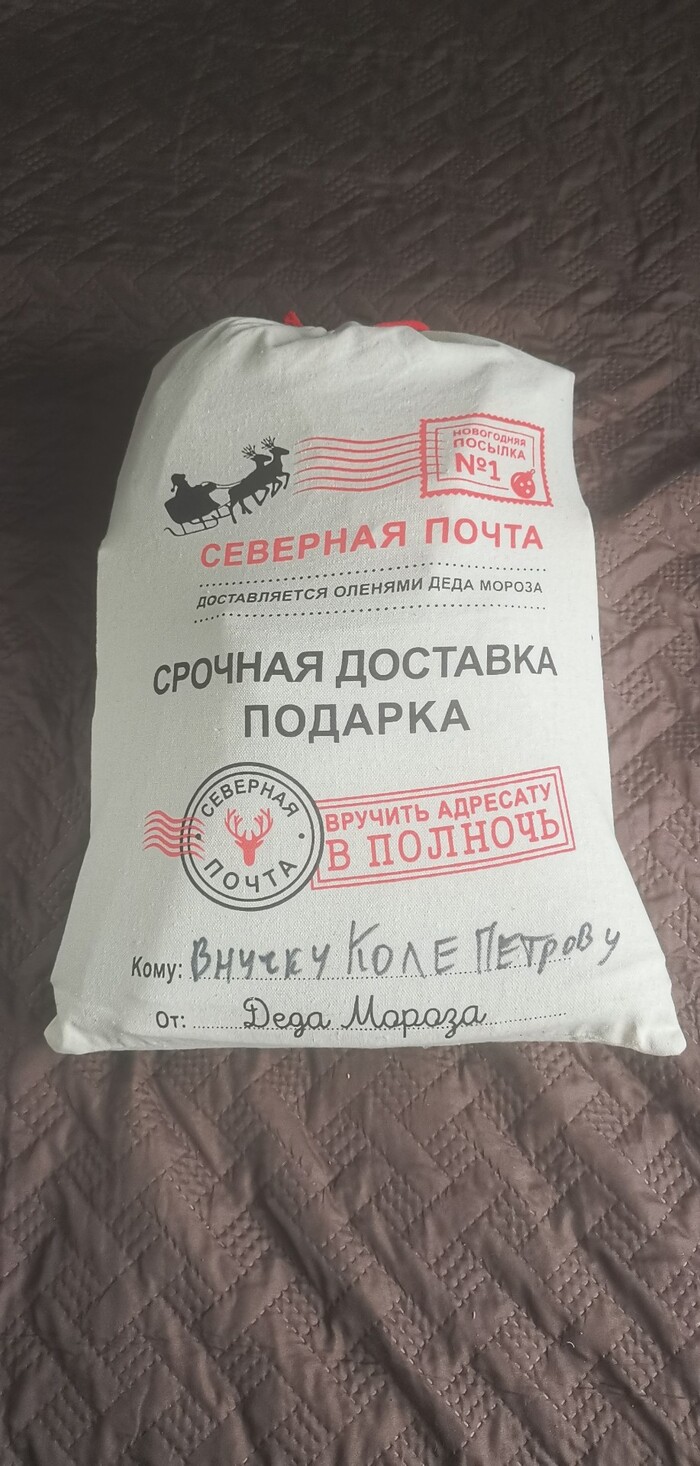 НОВОГОДНЯЯ
ПОСЫЛКА
№1
СЕВЕРНАЯ ПОЧТА
ДОСТАВЛЯЕТСЯ ОЛЕНЯМИ ДЕДА МОРОЗА
СРОЧНАЯ ДОСТАВКА
ПОДАРКА
СЕВЕРНАЯ
ПОЧТА
ВРУЧИТЬ АДРЕСАТУ
В ПОЛНОЧЬ
Кому: ВНУЧКУ КОЛЕ ПЕТРОВУ
От: Деда Мороза